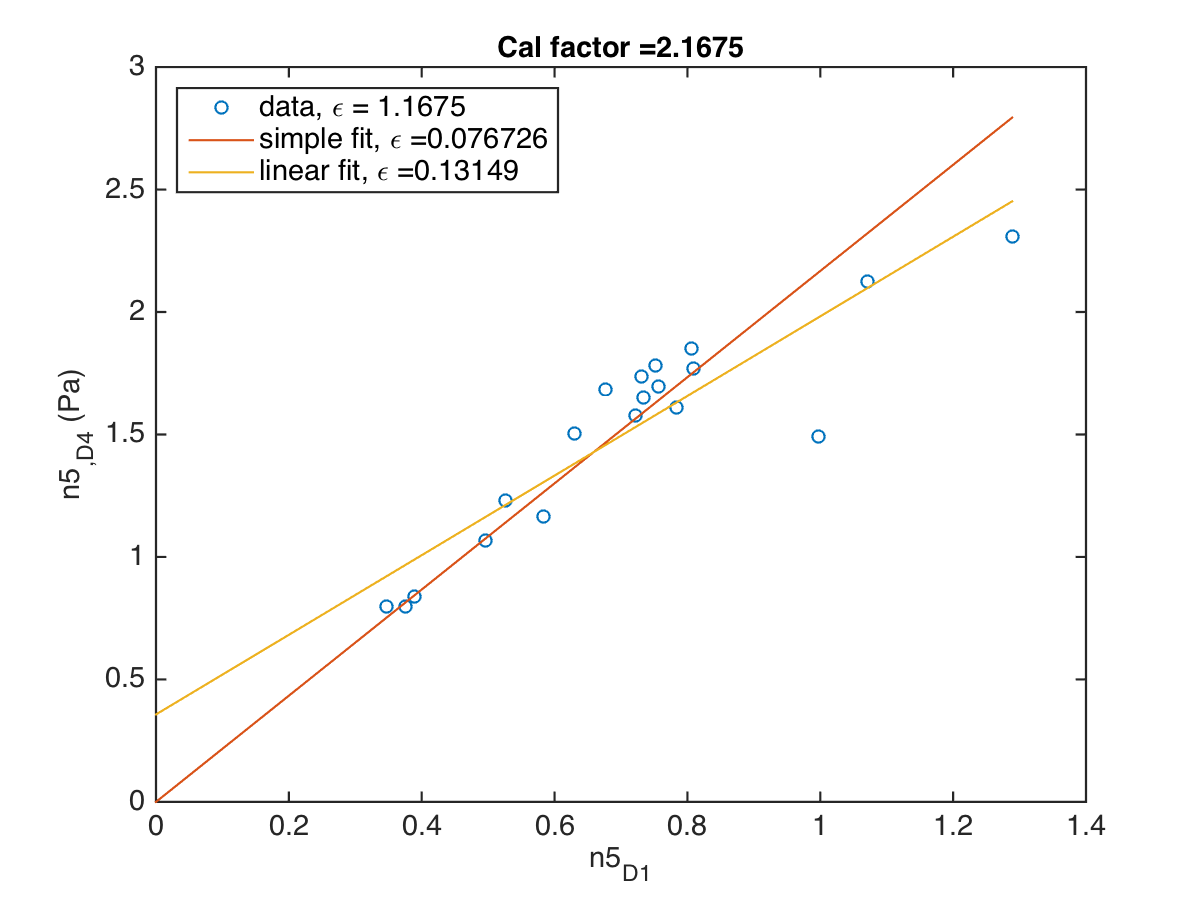 Cal factor =2.1675
data, ϵ = 1.1675
simple fit, ϵ =0.076726
linear fit, ϵ =0.13149
3
2.5
2
1.5
1
0.5
0
n5,D4 (Pa)
0 0.2 0.4 0.6 0.8 1 1.2 1.4
n5D1